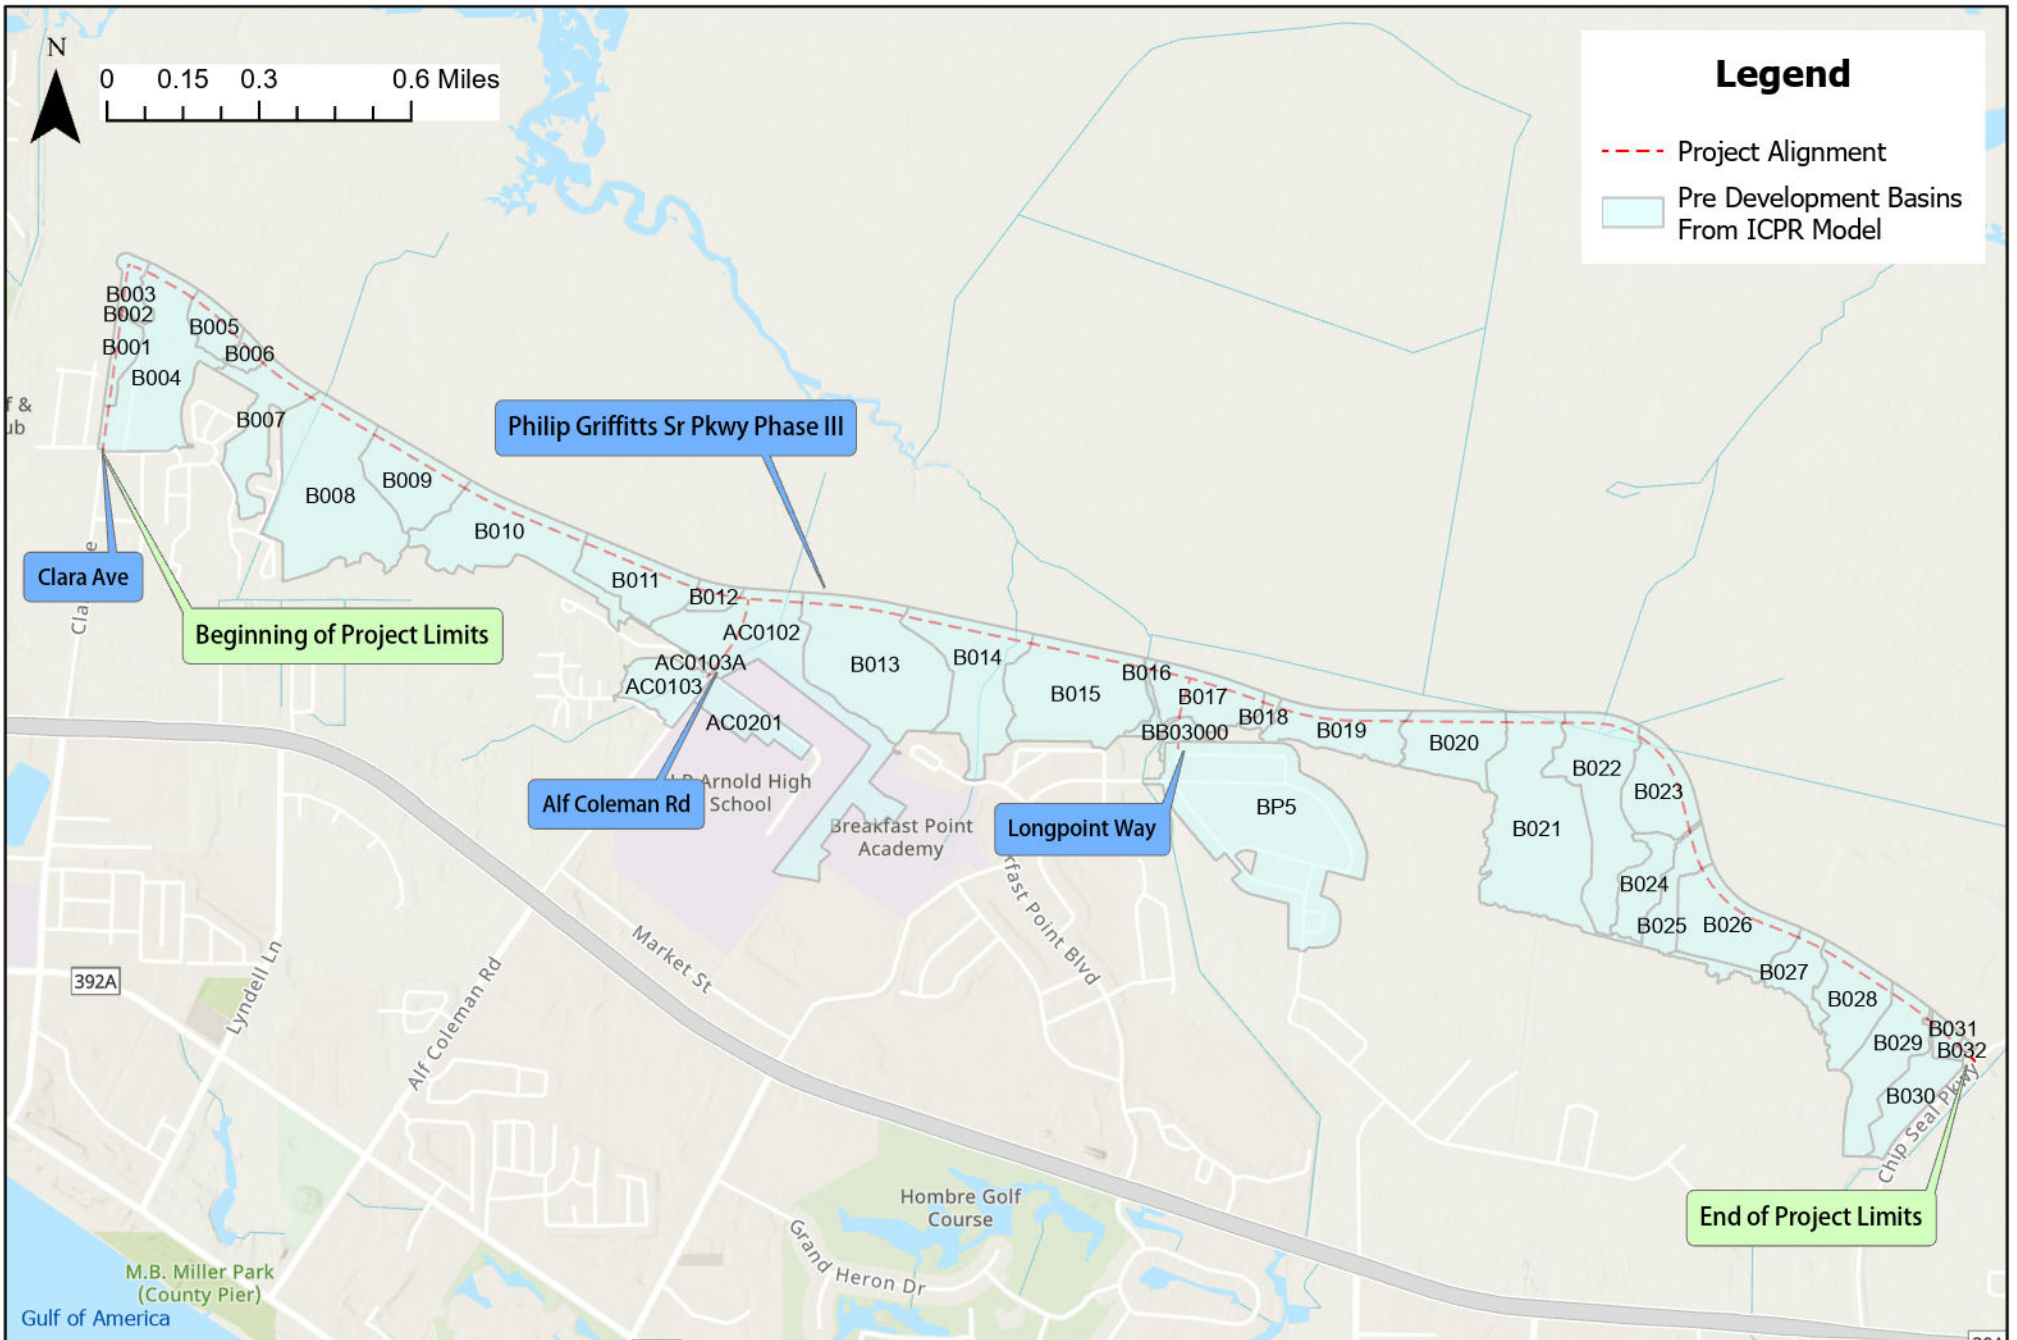 N
0 0.15 0.3 0.6 Miles
Legend
Project Alignment
Pre Development Basins
From ICPR Model
B003
B002
B001
B004
B005
B006
B007
B008
B009
B010
B011
B012
AC0102
AC0103A
AC0103
AC0201
B013
B014
B015
B016
B017
B018
BB03000
BP5
B019
B020
B021
B022
B023
B024
B025
B026
B027
B028
B029
B030
B031
B032
Philip Griffitts Sr Pkwy Phase III
Clara Ave
Beginning of Project Limits
Alf Coleman Rd
Longpoint Way
End of Project Limits
Arnold High
School
Breakfast Point
Academy
Point Blvd
Market St
392A
Lyndell Ln
Alf Coleman Rd
Chip Seal Pkwy
Hombre Golf
Course
Grand Heron Dr
M.B. Miller Park
(County Pier)
Gulf of America